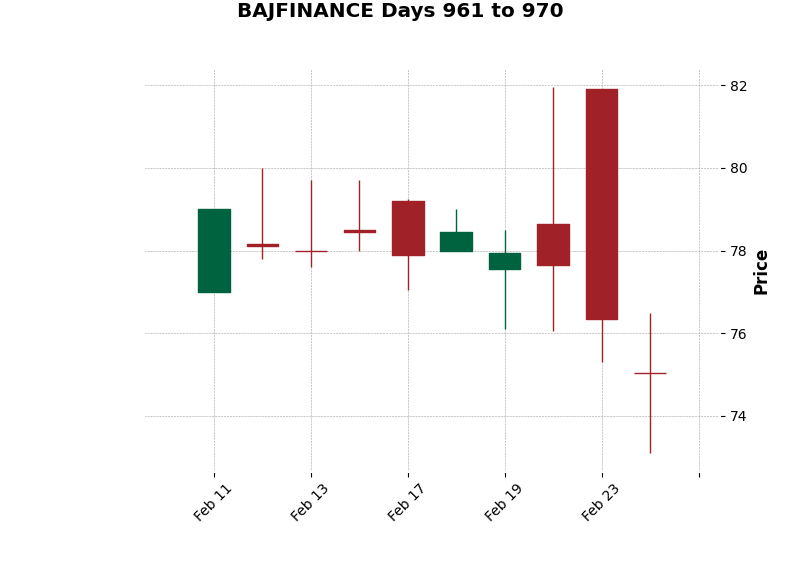 BAJFINANCE Days 961 to 970
82
80
78
76
74
Price
Feb 11
Feb 13
Feb 17
Feb 19
Feb 23